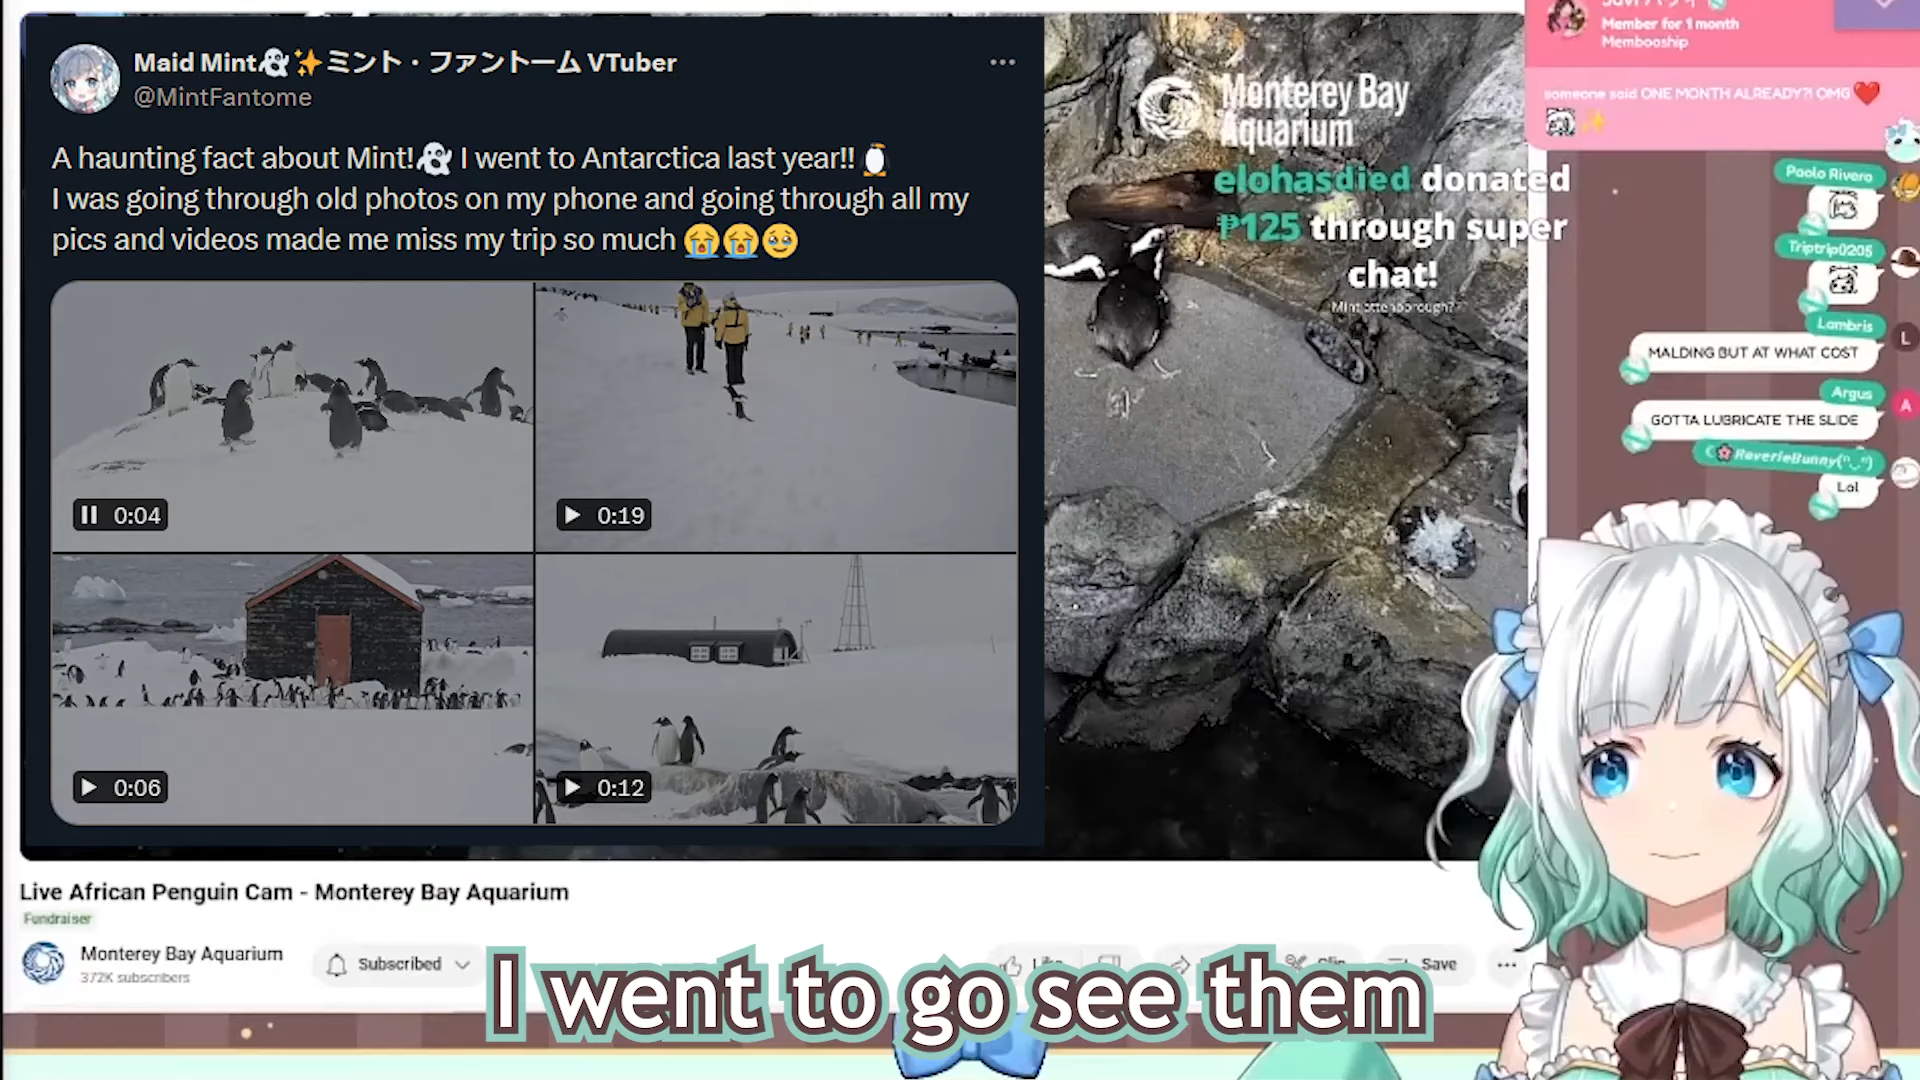 Maid Mint👻✨ミント・ファントーム VTuber
@MintFantome
A haunting fact about Mint!👻 I went to Antarctica last year!!🐧
I was going through old photos on my phone and going through all my
pics and videos made me miss my trip so much 😭😭🥹
0:04
0:19
0:06
0:12
Monterey Bay
Aquarium
elohasdied donated
₱125 through super
chat!
Mint attenborough?
Member for 1 month
Membooship
someone said ONE MONTH ALREADY?! OMG❤️
✨
Paolo Rivero
Triptrip0205
Lambris
L
MALDING BUT AT WHAT COST
Argus
A
GOTTA LUBRICATE THE SLIDE
ReverieBunny
Lol
Live African Penguin Cam - Monterey Bay Aquarium
Fundraiser
Monterey Bay Aquarium
372K subscribers
Subscribed
Save
I went to go see them